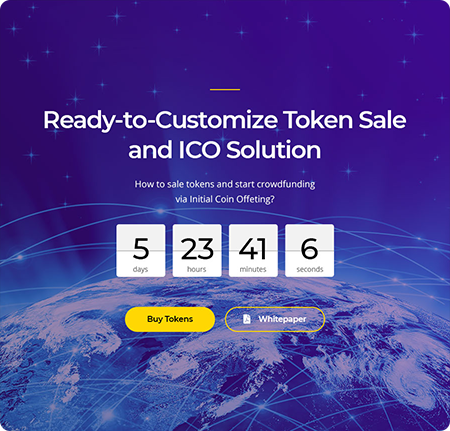 Ready-to-Customize Token Sale
and ICO Solution
How to sale tokens and start crowdfunding
via Initial Coin Offeting?
5 23 41 6
days hours minutes seconds
Buy Tokens Whitepaper